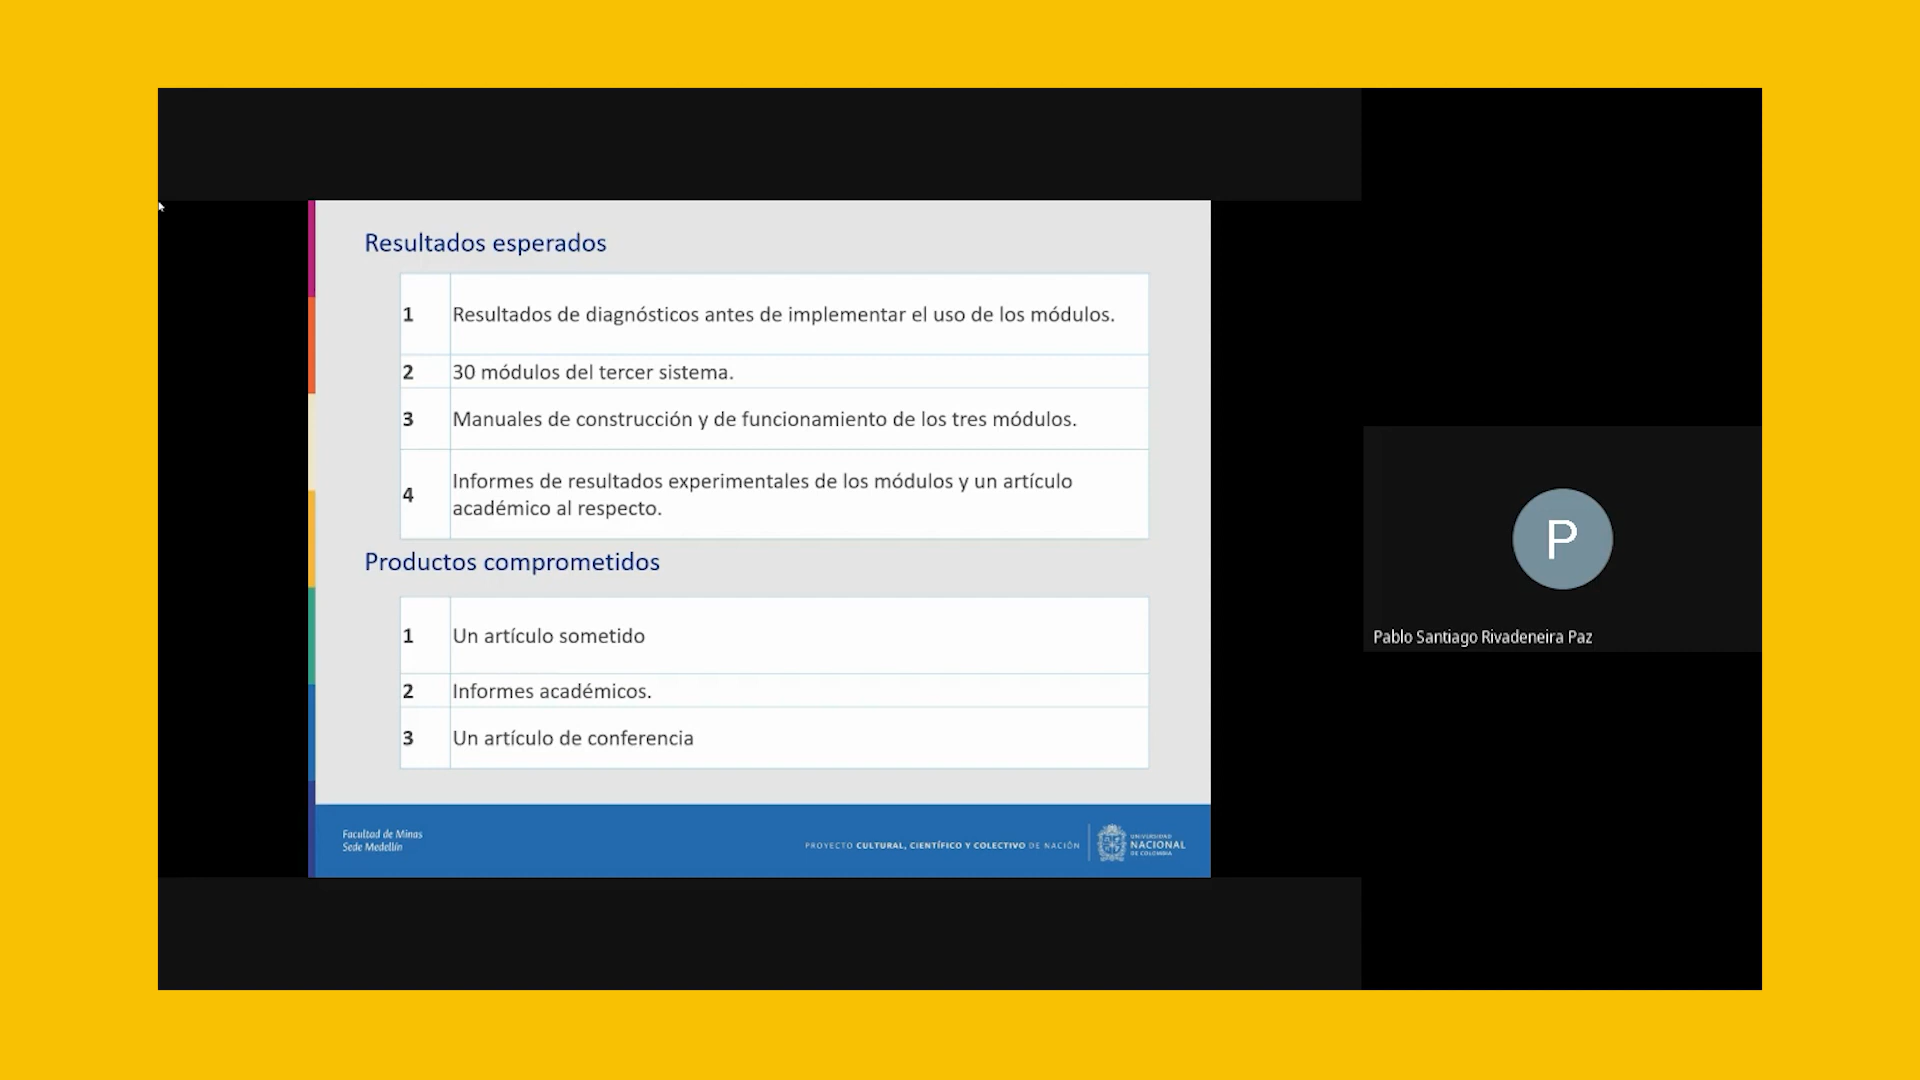 Resultados esperados
1 Resultados de diagnósticos antes de implementar el uso de los módulos.
2 30 módulos del tercer sistema.
3 Manuales de construcción y de funcionamiento de los tres módulos.
4 Informes de resultados experimentales de los módulos y un artículo
académico al respecto.
Productos comprometidos
1 Un artículo sometido
2 Informes académicos.
3 Un artículo de conferencia
Facultad de Minas
Sede Medellín
PROYECTO CULTURAL, CIENTÍFICO Y COLECTIVO DE NACIÓN
UNIVERSIDAD
NACIONAL
DE COLOMBIA
P
Pablo Santiago Rivadeneira Paz